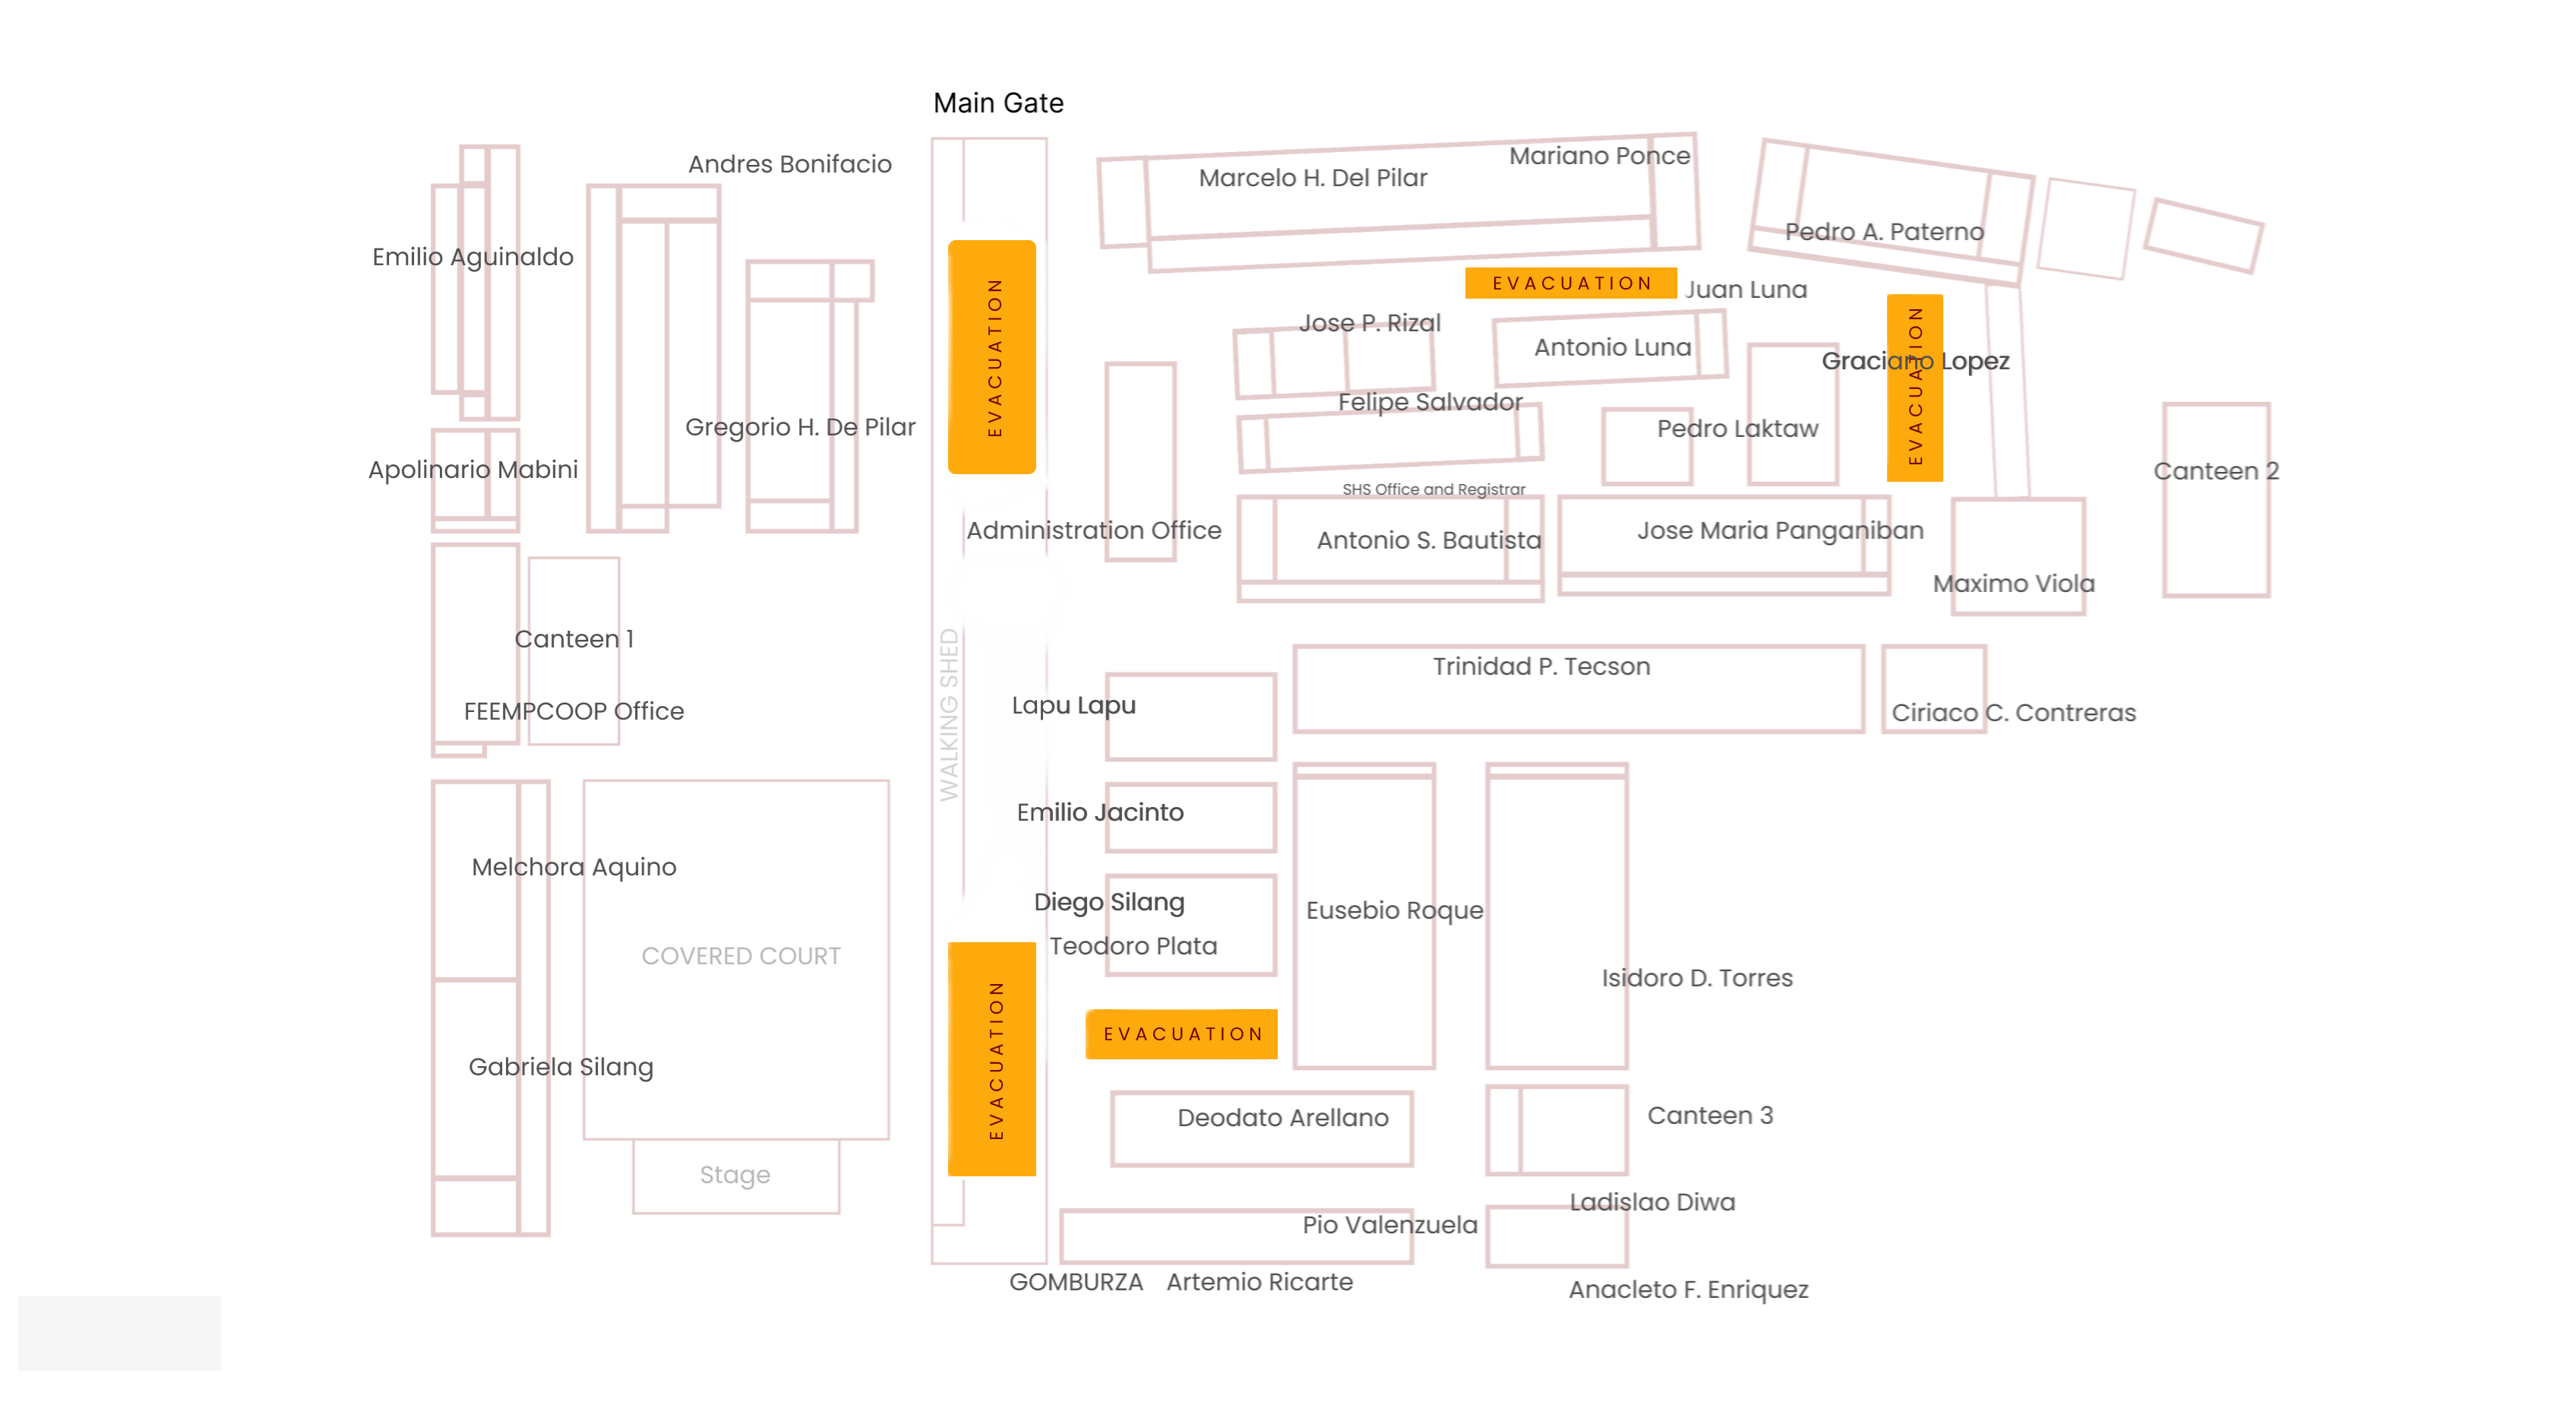 Main Gate
Andres Bonifacio
Mariano Ponce
Marcelo H. Del Pilar
Pedro A. Paterno
Emilio Aguinaldo
EVACUATION
EVACUATION
Juan Luna
Jose P. Rizal
Antonio Luna
EVACUATION
Graciano Lopez
Felipe Salvador
Gregorio H. De Pilar
Pedro Laktaw
Apolinario Mabini
Canteen 2
SHS Office and Registrar
Administration Office
Antonio S. Bautista
Jose Maria Panganiban
Maximo Viola
Canteen 1
WALKING SHED
Trinidad P. Tecson
FEEMPCOOP Office
Lapu Lapu
Ciriaco C. Contreras
Emilio Jacinto
Melchora Aquino
Diego Silang
Eusebio Roque
Teodoro Plata
COVERED COURT
Isidoro D. Torres
EVACUATION
EVACUATION
Gabriela Silang
Deodato Arellano
Canteen 3
Stage
Ladislao Diwa
Pio Valenzuela
GOMBURZA
Artemio Ricarte
Anacleto F. Enriquez